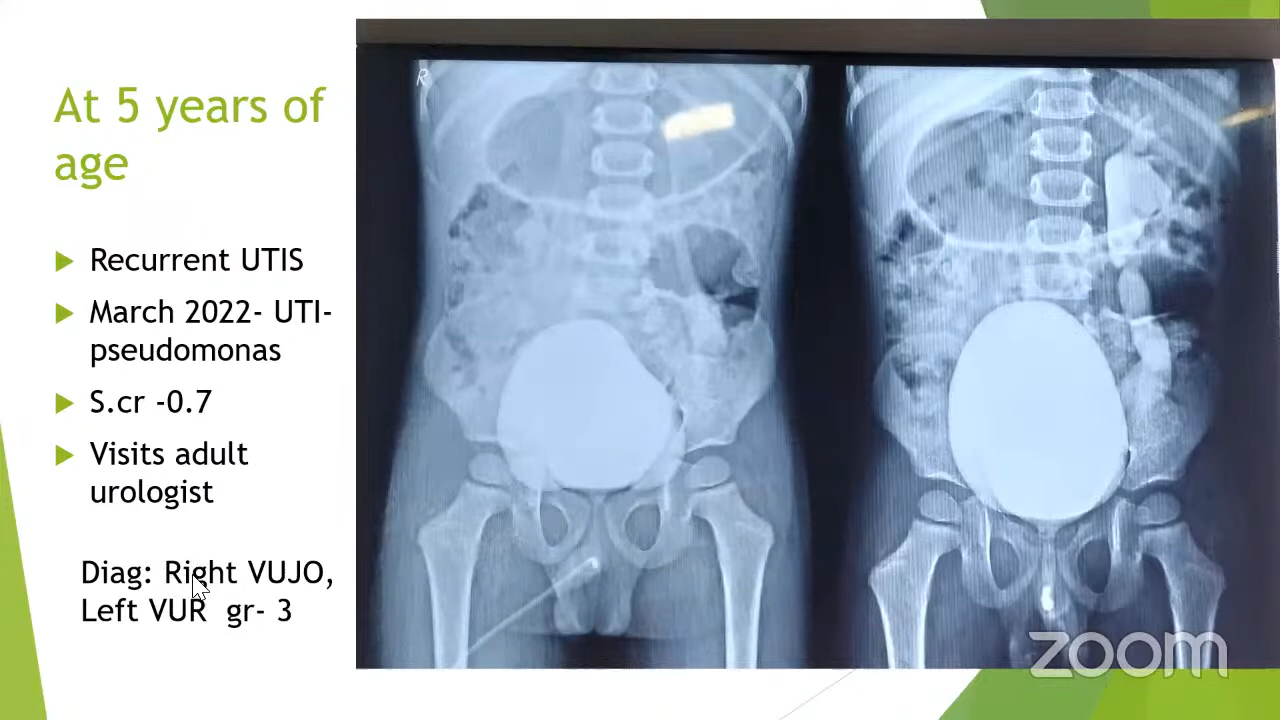 At 5 years of
age
Recurrent UTIS
March 2022- UTI-
pseudomonas
S.cr -0.7
Visits adult
urologist
Diag: Right VUJO,
Left VUR gr- 3
R
zoom